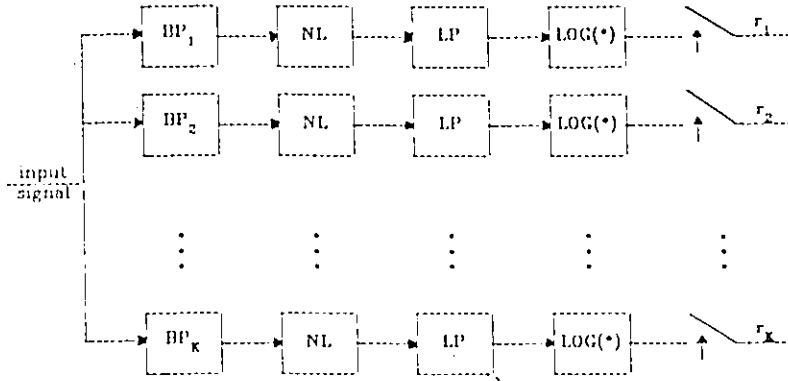 BP1 NL LP LOG(*) r1
BP2 NL LP LOG(*) r2
input
signal
BPK NL LP LOG(*) rK